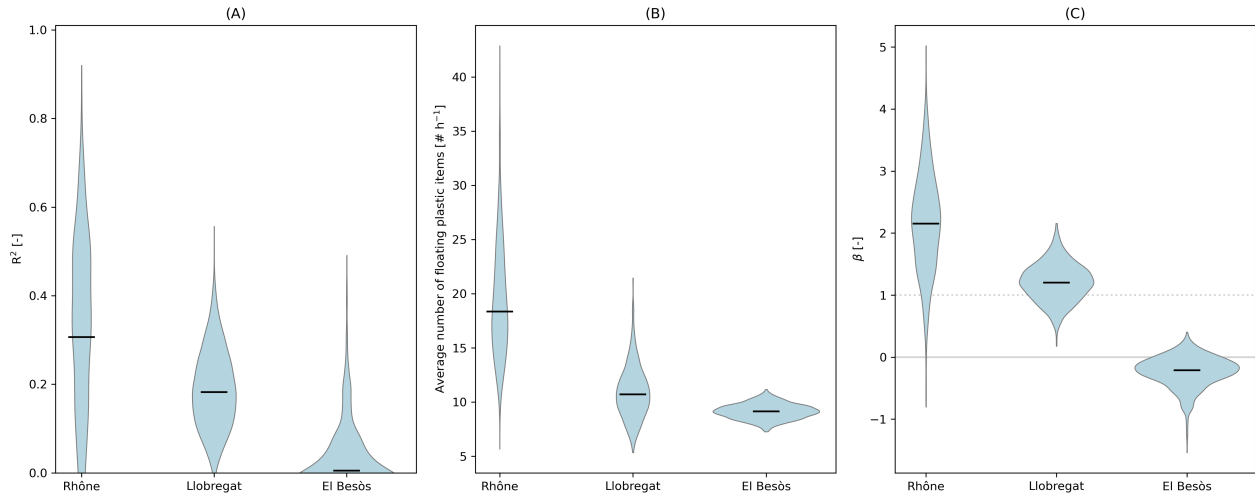 (A)
R² [-]
1.0
0.8
0.6
0.4
0.2
0.0
Rhône
Llobregat
El Besòs
(B)
Average number of floating plastic items [# h⁻¹]
40
35
30
25
20
15
10
5
Rhône
Llobregat
El Besòs
(C)
β [-]
5
4
3
2
1
0
−1
Rhône
Llobregat
El Besòs